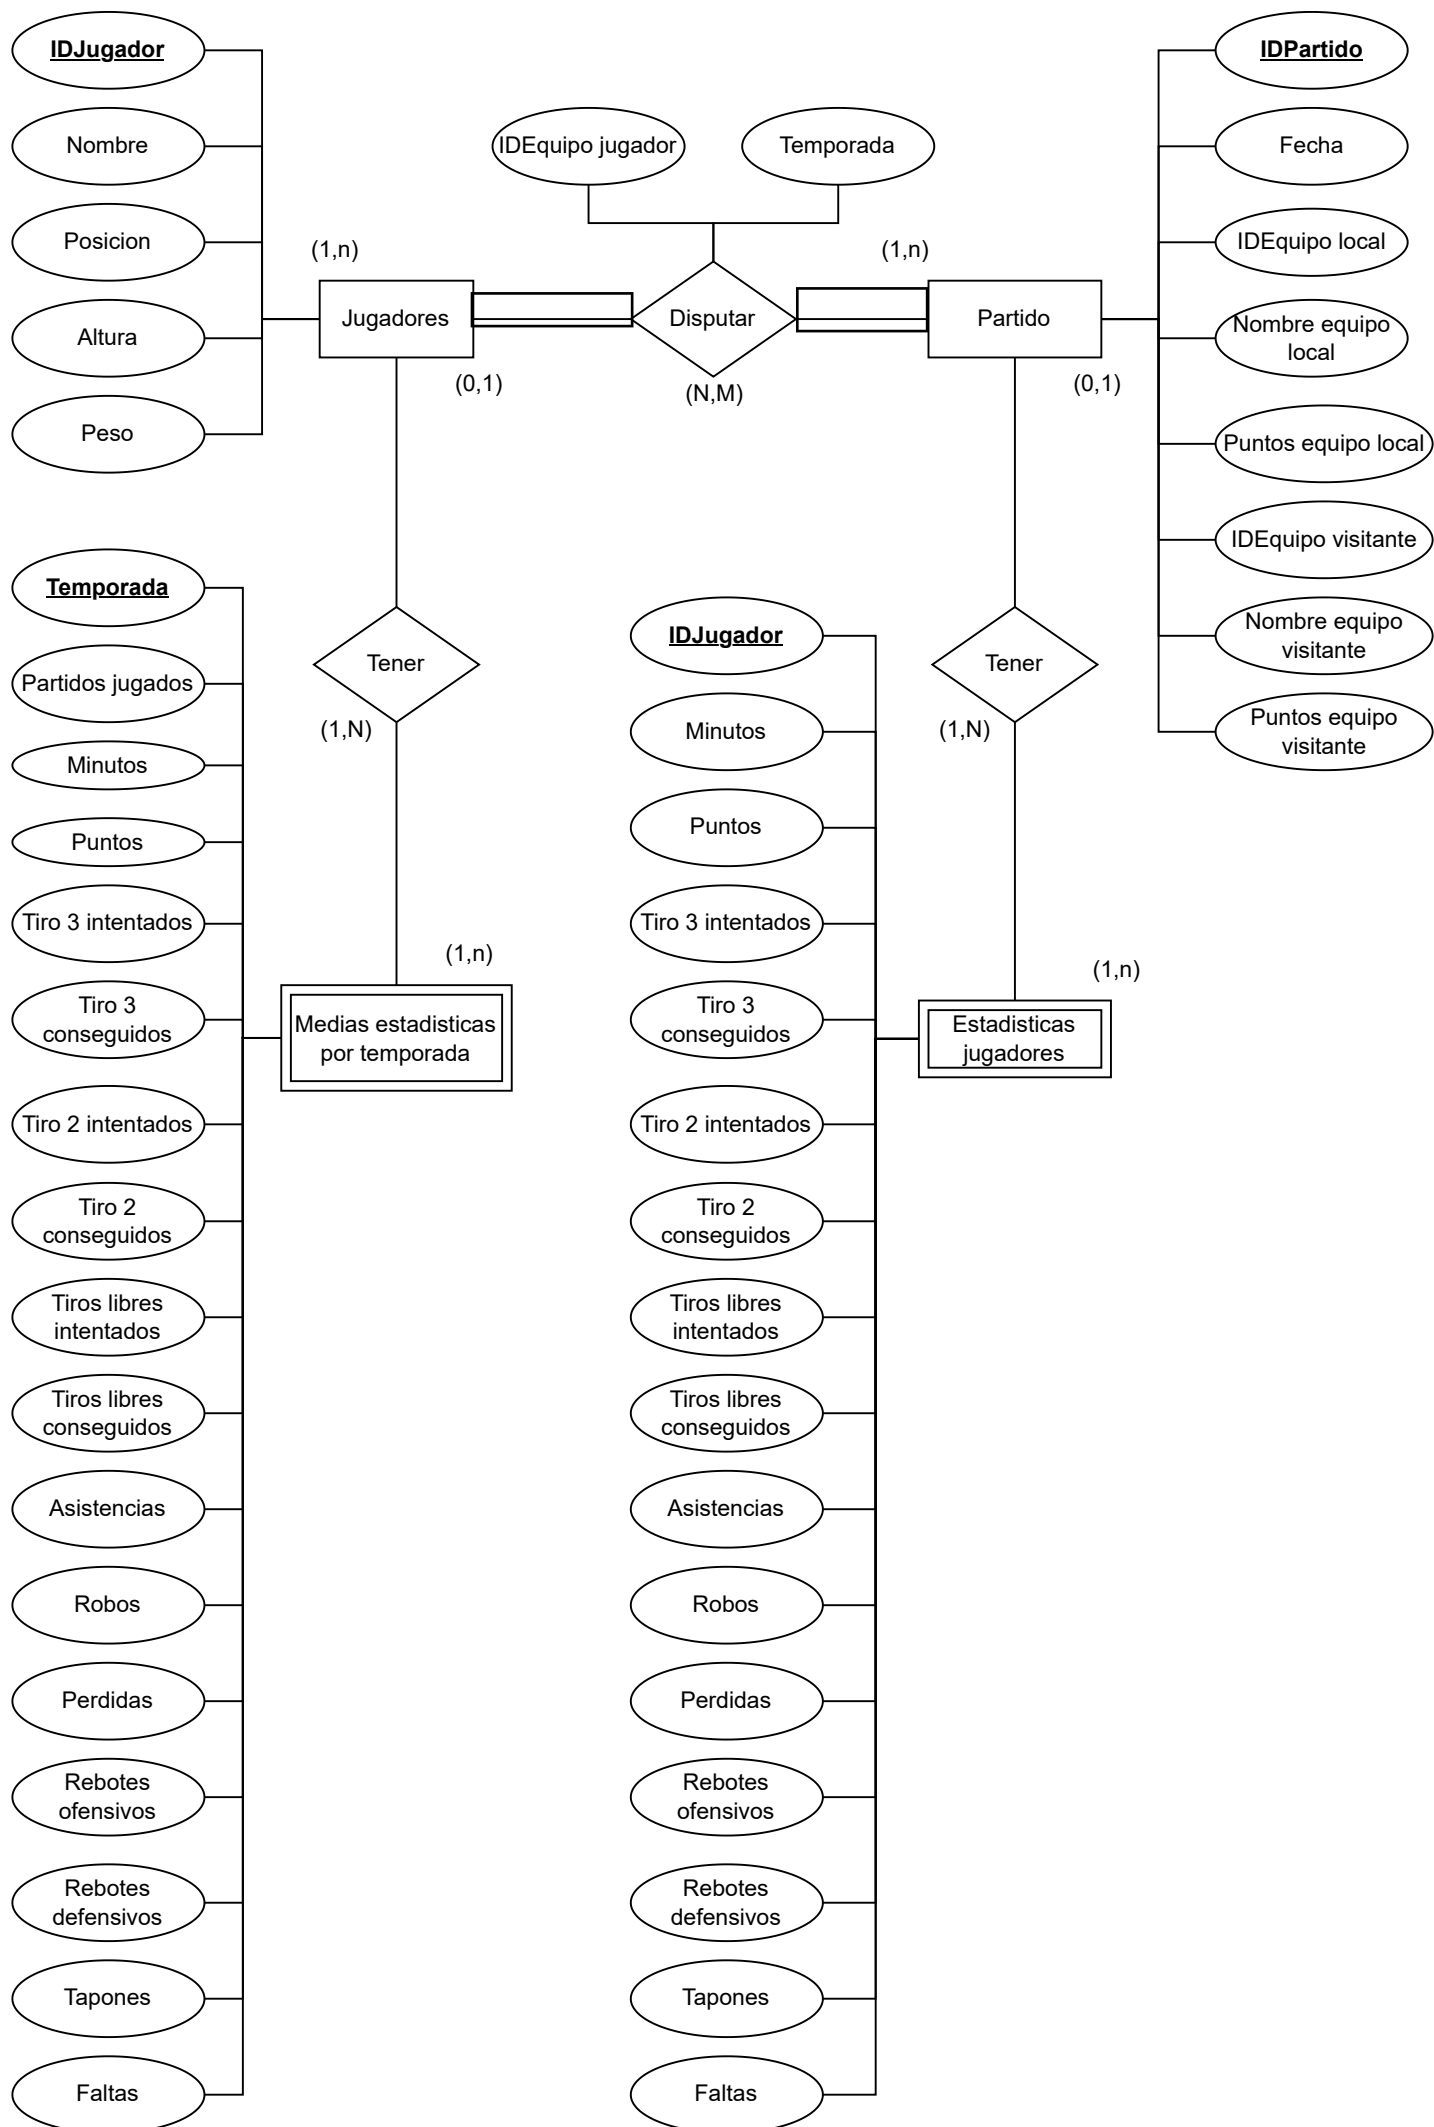 IDJugador
Nombre
Posicion
Altura
Peso
IDEquipo jugador
Temporada
(1,n)
(1,n)
Jugadores
Disputar
Partido
(0,1)
(N,M)
(0,1)
IDPartido
Fecha
IDEquipo local
Nombre equipo
local
Puntos equipo local
IDEquipo visitante
Nombre equipo
visitante
Puntos equipo
visitante
Tener
(1,N)
(1,n)
Medias estadisticas
por temporada
Temporada
Partidos jugados
Minutos
Puntos
Tiro 3 intentados
Tiro 3
conseguidos
Tiro 2 intentados
Tiro 2
conseguidos
Tiros libres
intentados
Tiros libres
conseguidos
Asistencias
Robos
Perdidas
Rebotes
ofensivos
Rebotes
defensivos
Tapones
Faltas
Tener
(1,N)
(1,n)
Estadisticas
jugadores
IDJugador
Minutos
Puntos
Tiro 3 intentados
Tiro 3
conseguidos
Tiro 2 intentados
Tiro 2
conseguidos
Tiros libres
intentados
Tiros libres
conseguidos
Asistencias
Robos
Perdidas
Rebotes
ofensivos
Rebotes
defensivos
Tapones
Faltas